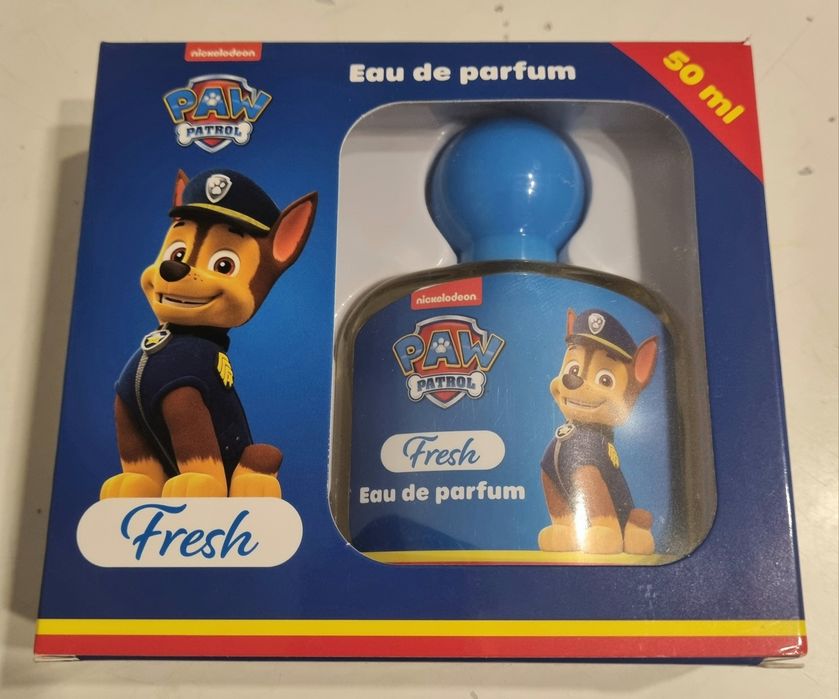 nickelodeon
PAW
PATROL
Eau de parfum
50 ml
Fresh
nickelodeon
PAW
PATROL
Fresh
Eau de parfum